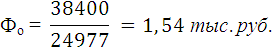 Фо = 38400 / 24977 = 1,54 тыс.руб.